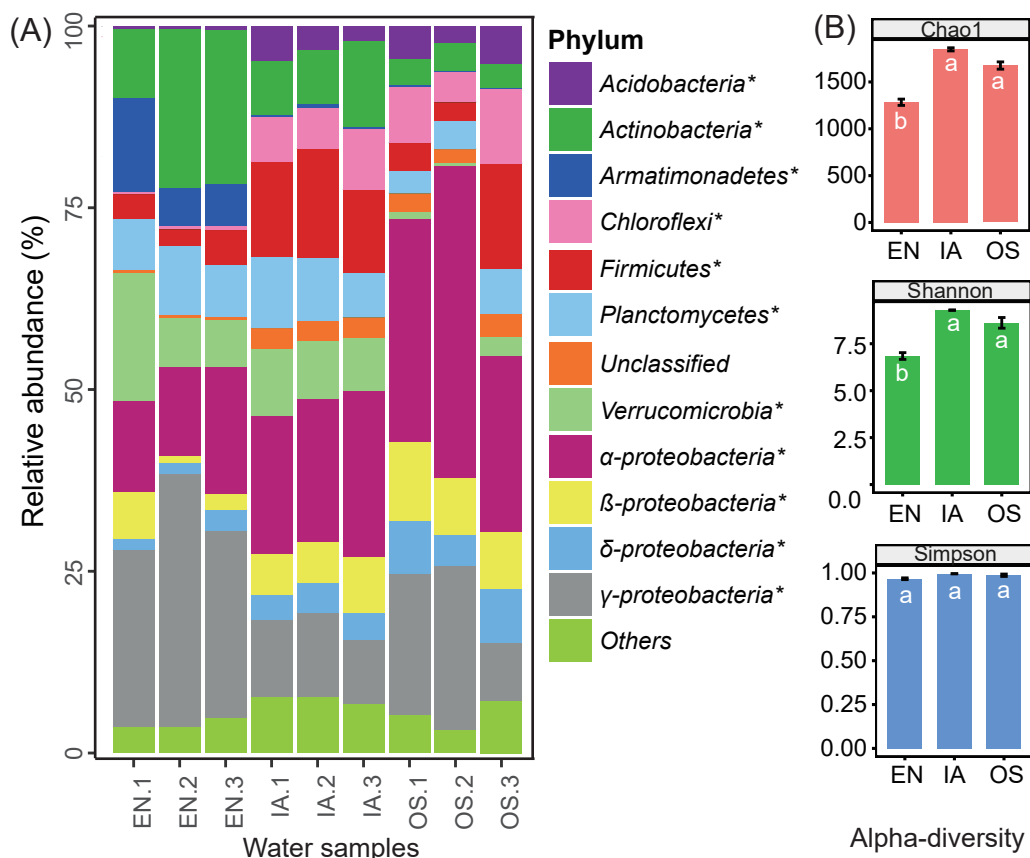 (A)
100
75
50
25
0
Relative abundance (%)
EN.1
EN.2
EN.3
IA.1
IA.2
IA.3
OS.1
OS.2
OS.3
Water samples
Phylum
Acidobacteria*
Actinobacteria*
Armatimonadetes*
Chloroflexi*
Firmicutes*
Planctomycetes*
Unclassified
Verrucomicrobia*
α-proteobacteria*
ß-proteobacteria*
δ-proteobacteria*
γ-proteobacteria*
Others
(B)
Chao1
1500
1000
500
0
b
a
a
EN IA OS
Shannon
7.5
5.0
2.5
0.0
b
a
a
EN IA OS
Simpson
1.00
0.75
0.50
0.25
0.00
a
a
a
EN IA OS
Alpha-diversity